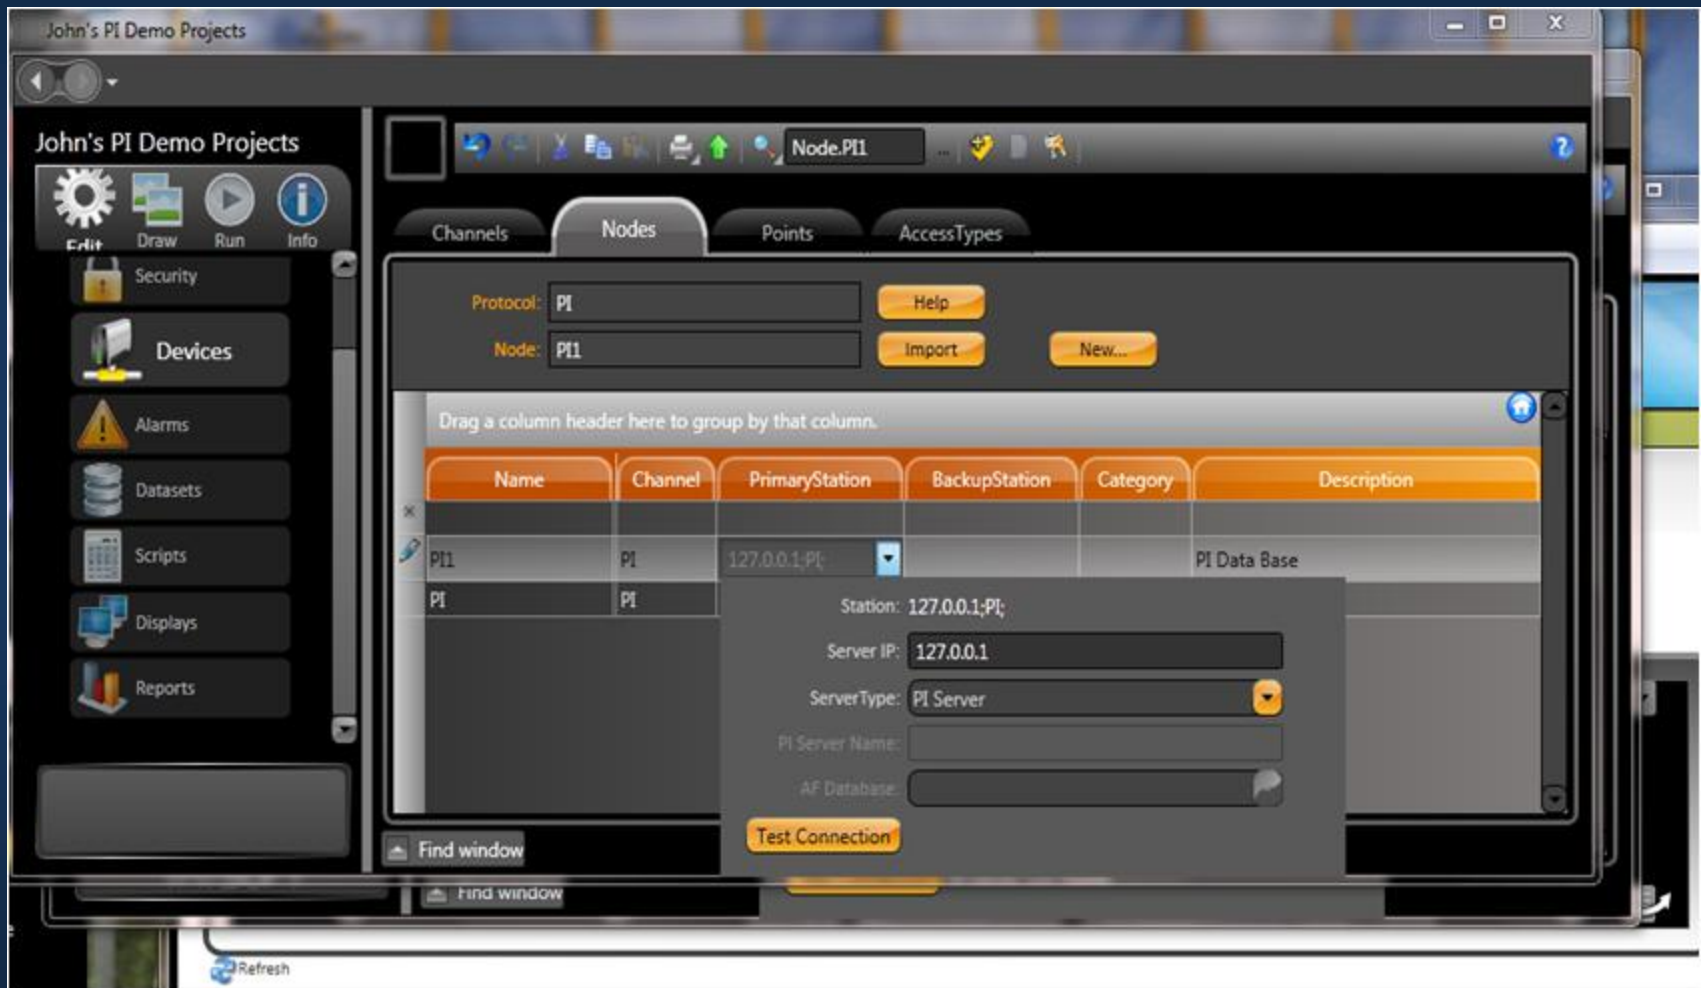 John's PI Demo Projects
John's PI Demo Projects
Edit Draw Run Info
Security
Devices
Alarms
Datasets
Scripts
Displays
Reports
Node.PI1 ...
Channels Nodes Points AccessTypes
Protocol: PI Help
Node: PI1 Import New...
Drag a column header here to group by that column.
Name Channel PrimaryStation BackupStation Category Description
PI1 PI 127.0.0.1;PI; PI Data Base
PI PI
Station: 127.0.0.1;PI;
Server IP: 127.0.0.1
ServerType: PI Server
PI Server Name:
AF Database:
Test Connection
Find window
Find window
Refresh